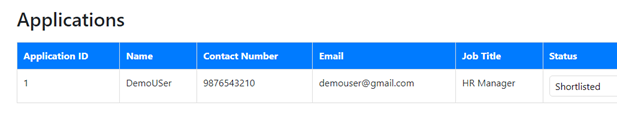 Applications
Application ID Name Contact Number Email Job Title Status
1 DemoUSer 9876543210 demouser@gmail.com HR Manager Shortlisted